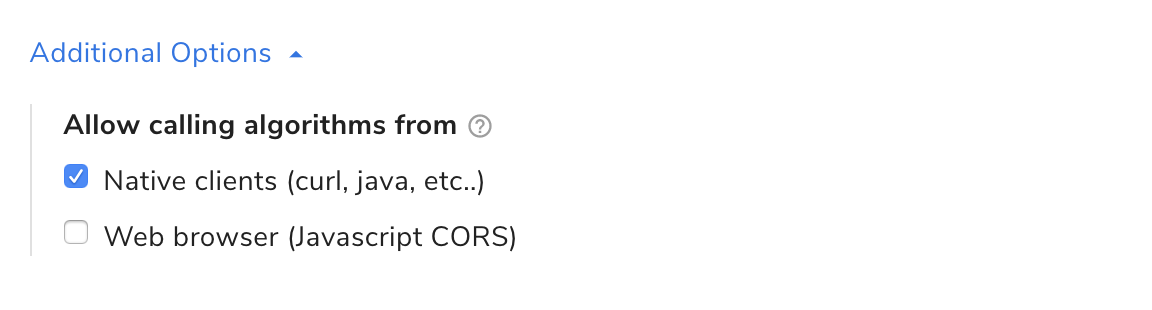 Additional Options
Allow calling algorithms from ?
Native clients (curl, java, etc..)
Web browser (Javascript CORS)